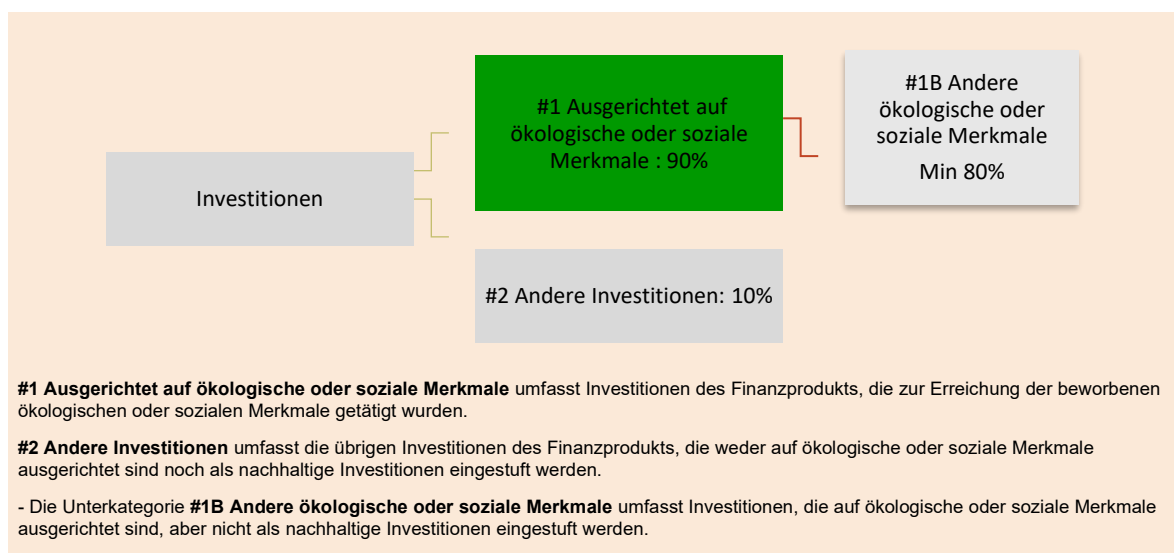 #1 Ausgerichtet auf
ökologische oder soziale
Merkmale : 90%
#1B Andere
ökologische oder
soziale Merkmale
Min 80%
Investitionen
#2 Andere Investitionen: 10%
#1 Ausgerichtet auf ökologische oder soziale Merkmale umfasst Investitionen des Finanzprodukts, die zur Erreichung der beworbenen
ökologischen oder sozialen Merkmale getätigt wurden.
#2 Andere Investitionen umfasst die übrigen Investitionen des Finanzprodukts, die weder auf ökologische oder soziale Merkmale
ausgerichtet sind noch als nachhaltige Investitionen eingestuft werden.
- Die Unterkategorie #1B Andere ökologische oder soziale Merkmale umfasst Investitionen, die auf ökologische oder soziale Merkmale
ausgerichtet sind, aber nicht als nachhaltige Investitionen eingestuft werden.